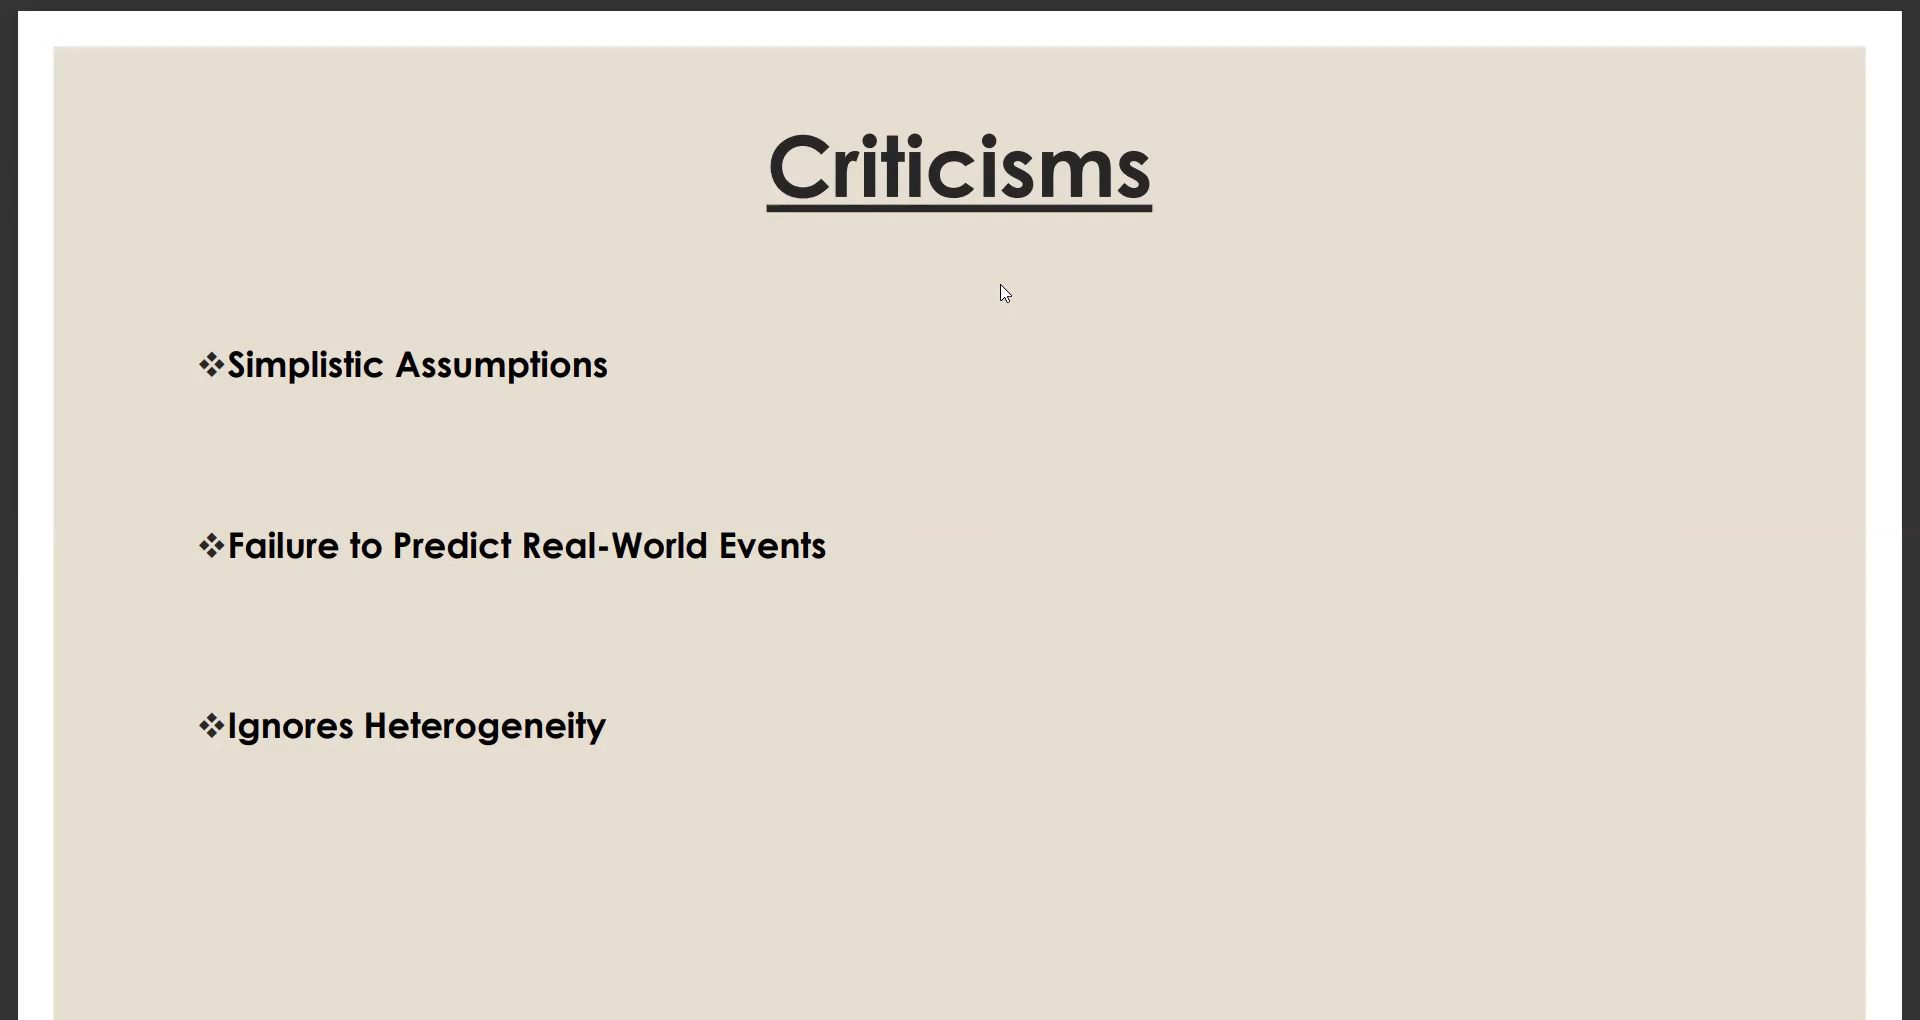 Criticisms
❖Simplistic Assumptions
❖Failure to Predict Real-World Events
❖Ignores Heterogeneity